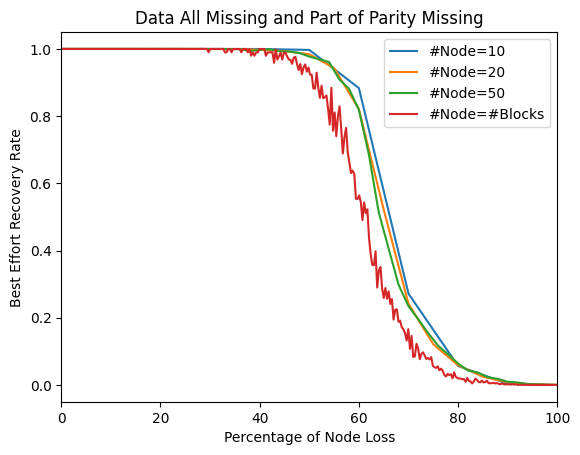 Data All Missing and Part of Parity Missing
Best Effort Recovery Rate
1.0
0.8
0.6
0.4
0.2
0.0
#Node=10
#Node=20
#Node=50
#Node=#Blocks
0 20 40 60 80 100
Percentage of Node Loss